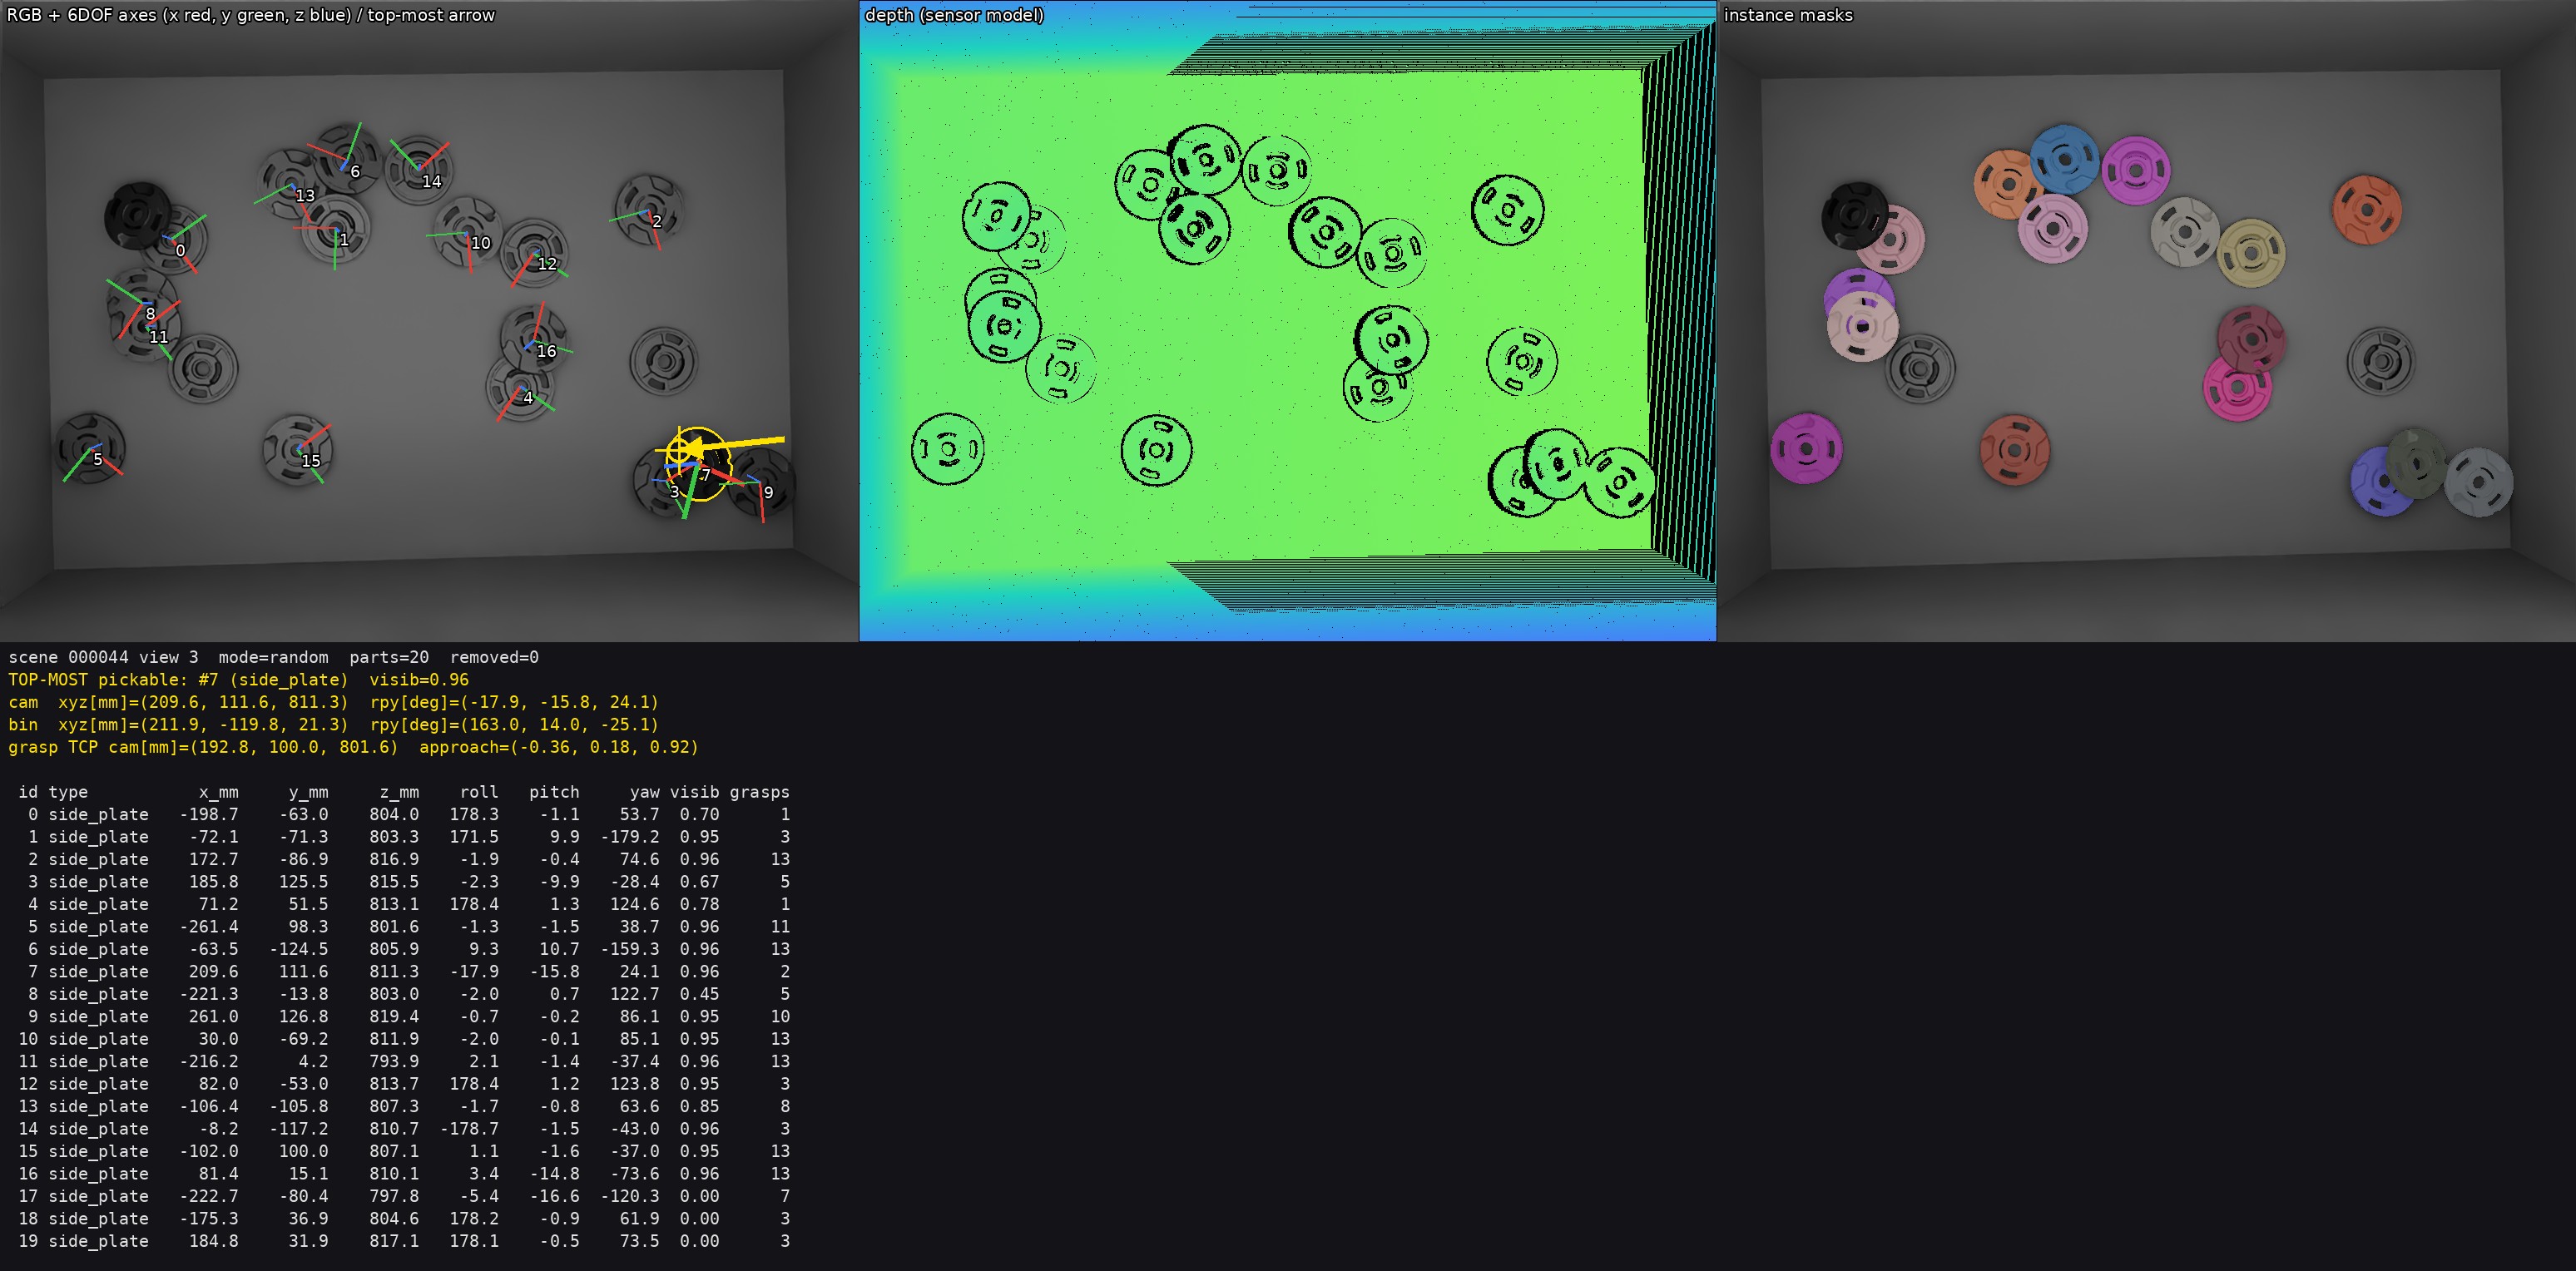 RGB + 6DOF axes (x red, y green, z blue) / top-most arrow
depth (sensor model)
instance masks
6
14
13
2
0
1
10
12
8
11
16
4
5
15
7
3
9
scene 000044 view 3  mode=random  parts=20  removed=0
TOP-MOST pickable: #7 (side_plate)  visib=0.96
cam  xyz[mm]=(209.6, 111.6, 811.3)  rpy[deg]=(-17.9, -15.8, 24.1)
bin  xyz[mm]=(211.9, -119.8, 21.3)  rpy[deg]=(163.0, 14.0, -25.1)
grasp TCP cam[mm]=(192.8, 100.0, 801.6)  approach=(-0.36, 0.18, 0.92)
id type x_mm y_mm z_mm roll pitch yaw visib grasps
0 side_plate -198.7 -63.0 804.0 178.3 -1.1 53.7 0.70 1
1 side_plate -72.1 -71.3 803.3 171.5 9.9 -179.2 0.95 3
2 side_plate 172.7 -86.9 816.9 -1.9 -0.4 74.6 0.96 13
3 side_plate 185.8 125.5 815.5 -2.3 -9.9 -28.4 0.67 5
4 side_plate 71.2 51.5 813.1 178.4 1.3 124.6 0.78 1
5 side_plate -261.4 98.3 801.6 -1.3 -1.5 38.7 0.96 11
6 side_plate -63.5 -124.5 805.9 9.3 10.7 -159.3 0.96 13
7 side_plate 209.6 111.6 811.3 -17.9 -15.8 24.1 0.96 2
8 side_plate -221.3 -13.8 803.0 -2.0 0.7 122.7 0.45 5
9 side_plate 261.0 126.8 819.4 -0.7 -0.2 86.1 0.95 10
10 side_plate 30.0 -69.2 811.9 -2.0 -0.1 85.1 0.95 13
11 side_plate -216.2 4.2 793.9 2.1 -1.4 -37.4 0.96 13
12 side_plate 82.0 -53.0 813.7 178.4 1.2 123.8 0.95 3
13 side_plate -106.4 -105.8 807.3 -1.7 -0.8 63.6 0.85 8
14 side_plate -8.2 -117.2 810.7 -178.7 -1.5 -43.0 0.96 3
15 side_plate -102.0 100.0 807.1 1.1 -1.6 -37.0 0.95 13
16 side_plate 81.4 15.1 810.1 3.4 -14.8 -73.6 0.96 13
17 side_plate -222.7 -80.4 797.8 -5.4 -16.6 -120.3 0.00 7
18 side_plate -175.3 36.9 804.6 178.2 -0.9 61.9 0.00 3
19 side_plate 184.8 31.9 817.1 178.1 -0.5 73.5 0.00 3